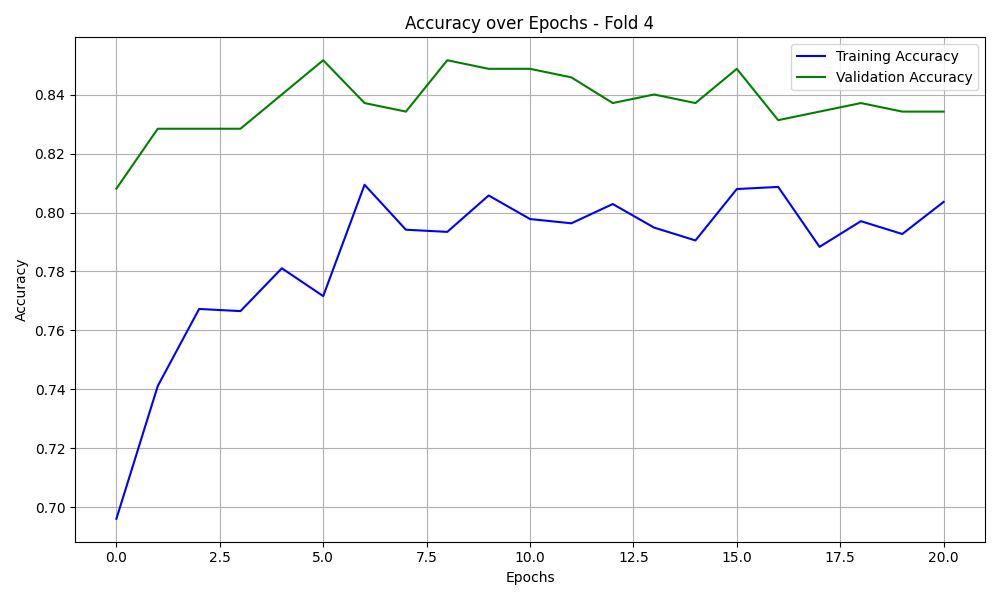 Accuracy over Epochs - Fold 4
Training Accuracy
Validation Accuracy
Accuracy
0.84
0.82
0.80
0.78
0.76
0.74
0.72
0.70
0.0 2.5 5.0 7.5 10.0 12.5 15.0 17.5 20.0
Epochs